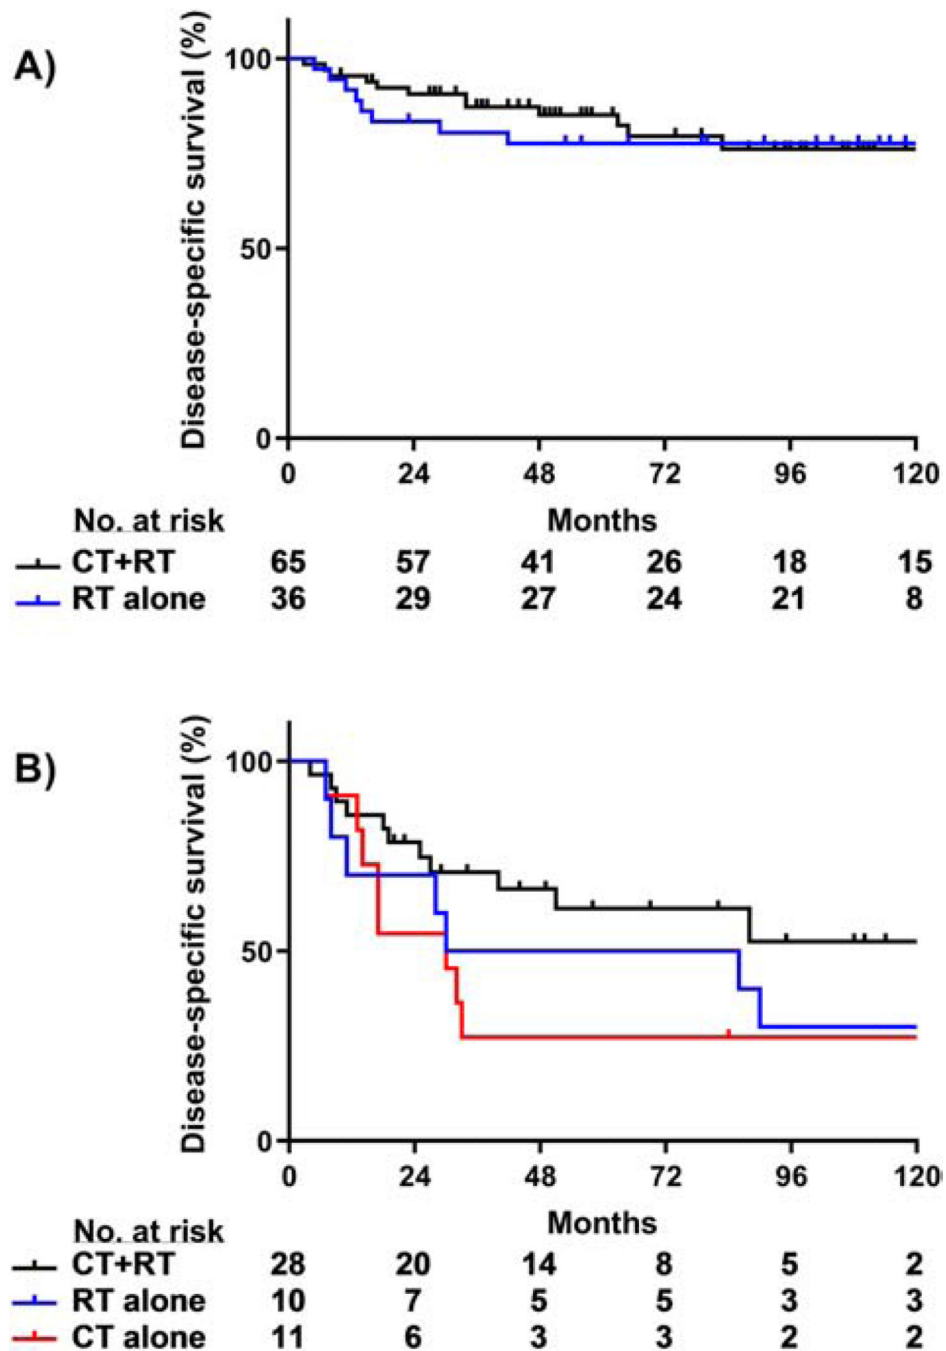 A)
Disease-specific survival (%)
100
50
0
0 24 48 72 96 120
Months
No. at risk
CT+RT 65 57 41 26 18 15
RT alone 36 29 27 24 21 8
B)
Disease-specific survival (%)
100
50
0
0 24 48 72 96 120
Months
No. at risk
CT+RT 28 20 14 8 5 2
RT alone 10 7 5 5 3 3
CT alone 11 6 3 3 2 2